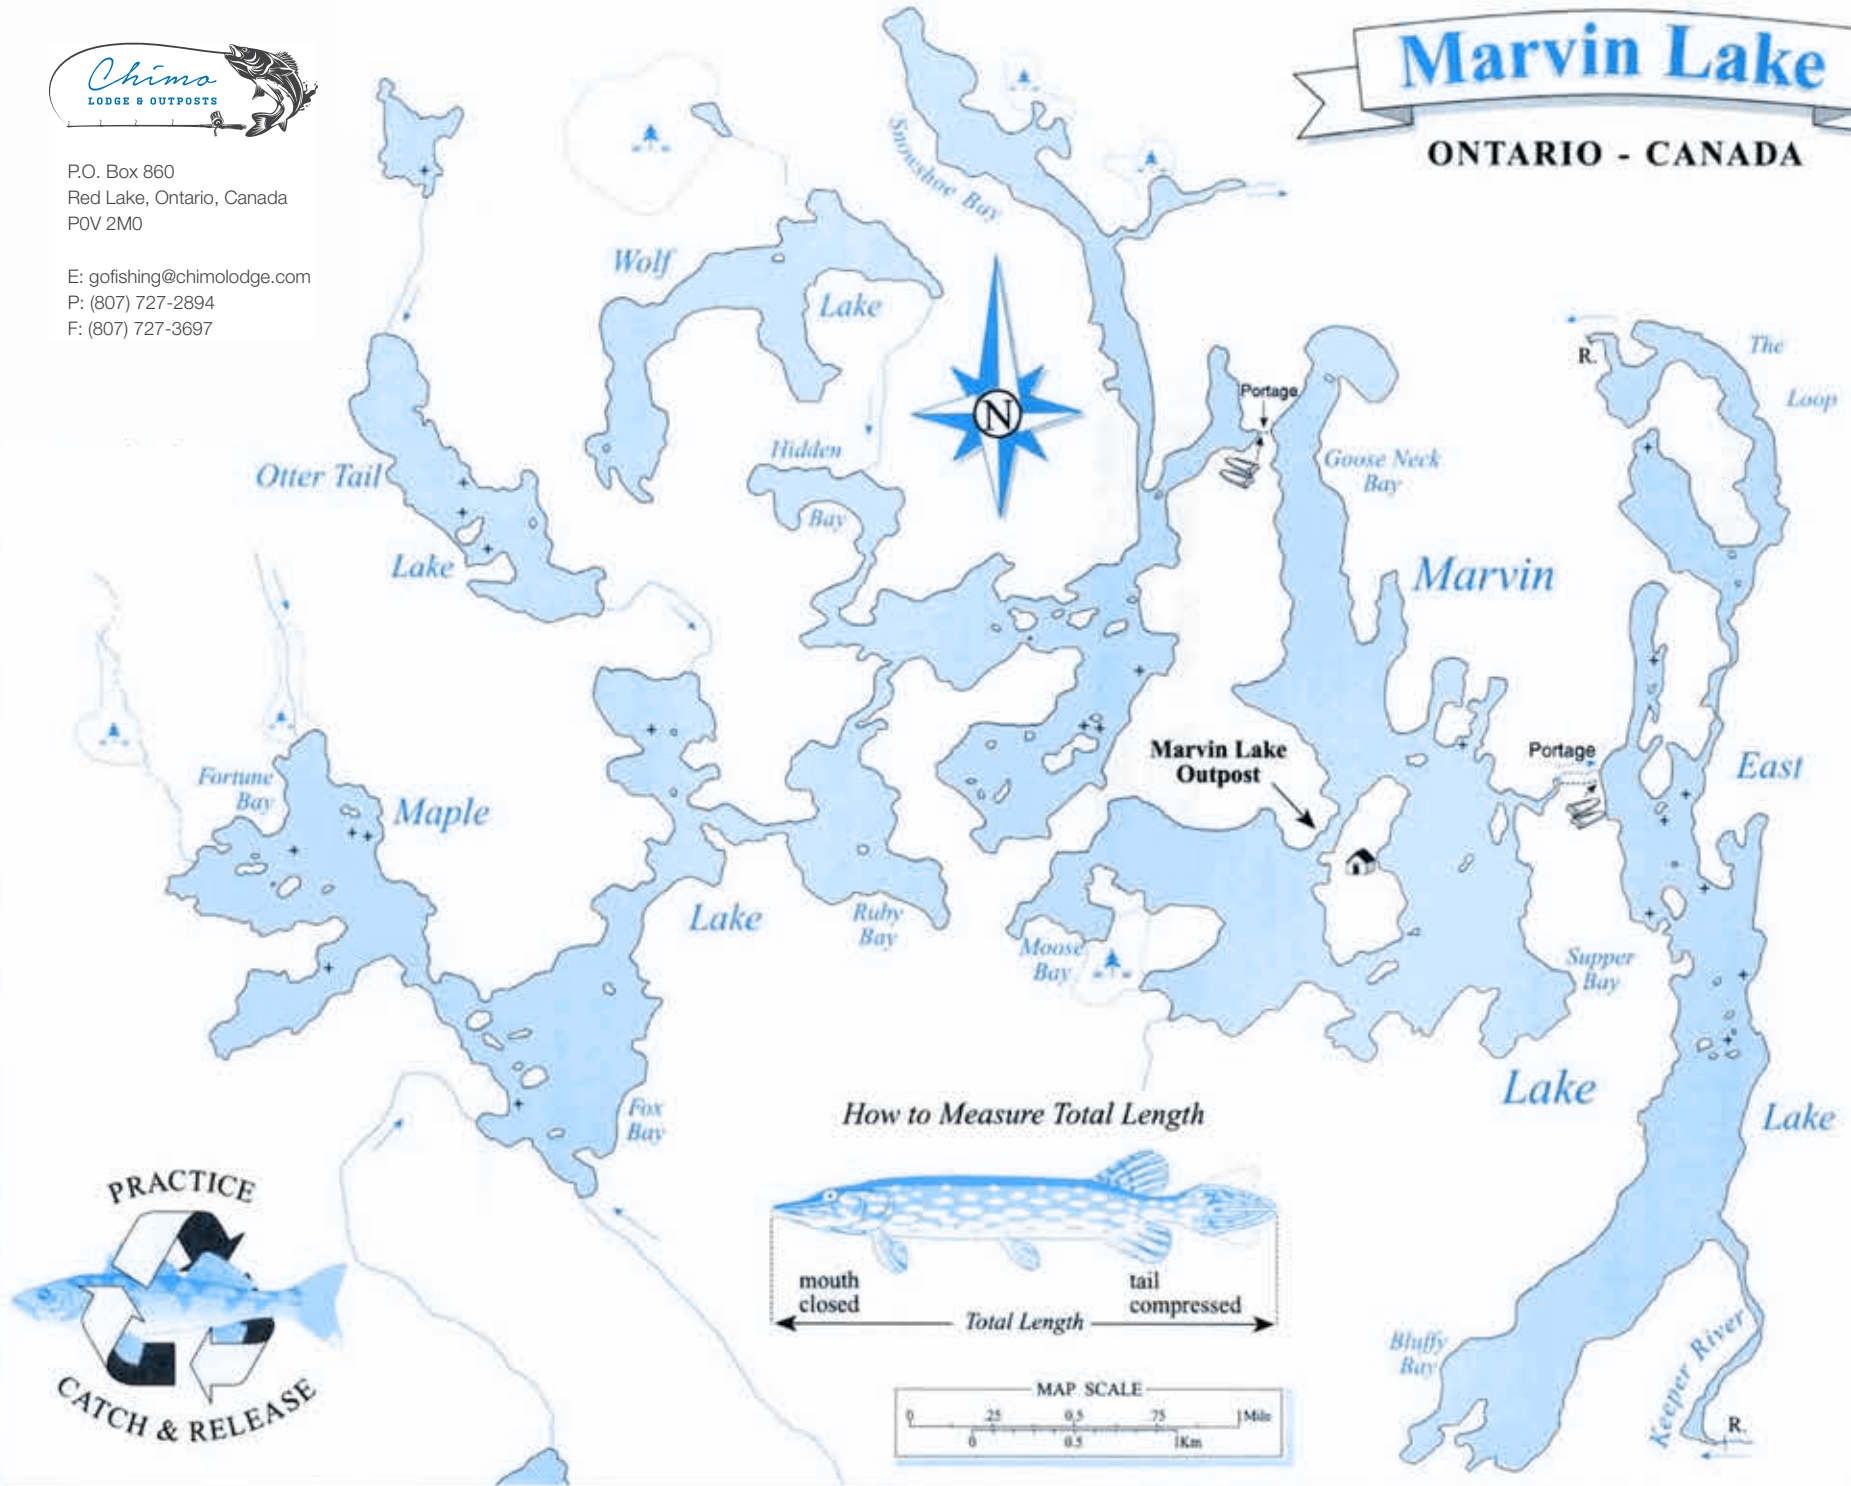 Chimo
LODGE & OUTPOSTS
P.O. Box 860
Red Lake, Ontario, Canada
P0V 2M0
E: gofishing@chimolodge.com
P: (807) 727-2894
F: (807) 727-3697
Marvin Lake
ONTARIO - CANADA
Snowshoe Bay
Wolf
Lake
N
Portage
R.
The
Loop
Otter Tail
Lake
Hidden
Bay
Goose Neck
Bay
Marvin
Lake
Fortune
Bay
Maple
Lake
Marvin Lake
Outpost
Portage
East
Lake
Ruby
Bay
Moose
Bay
Supper
Bay
Fox
Bay
How to Measure Total Length
mouth
closed
tail
compressed
Total Length
PRACTICE
CATCH & RELEASE
Bluffy
Bay
Keeper River
R.
MAP SCALE
0 .25 0.5 .75 1 Mile
0 0.5 1Km